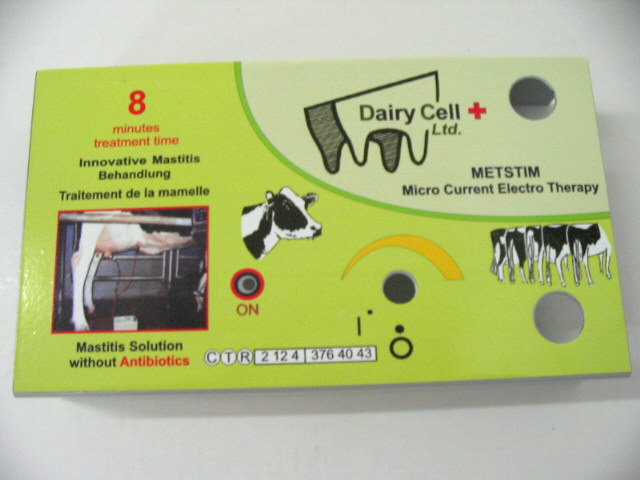 8
minutes
treatment time
Innovative Mastitis
Behandlung
Traitement de la mamelle
Mastitis Solution
without Antibiotics
Dairy Cell +
Ltd.
METSTIM
Micro Current Electro Therapy
ON
I
O
CTR 2 12 4 376 40 43